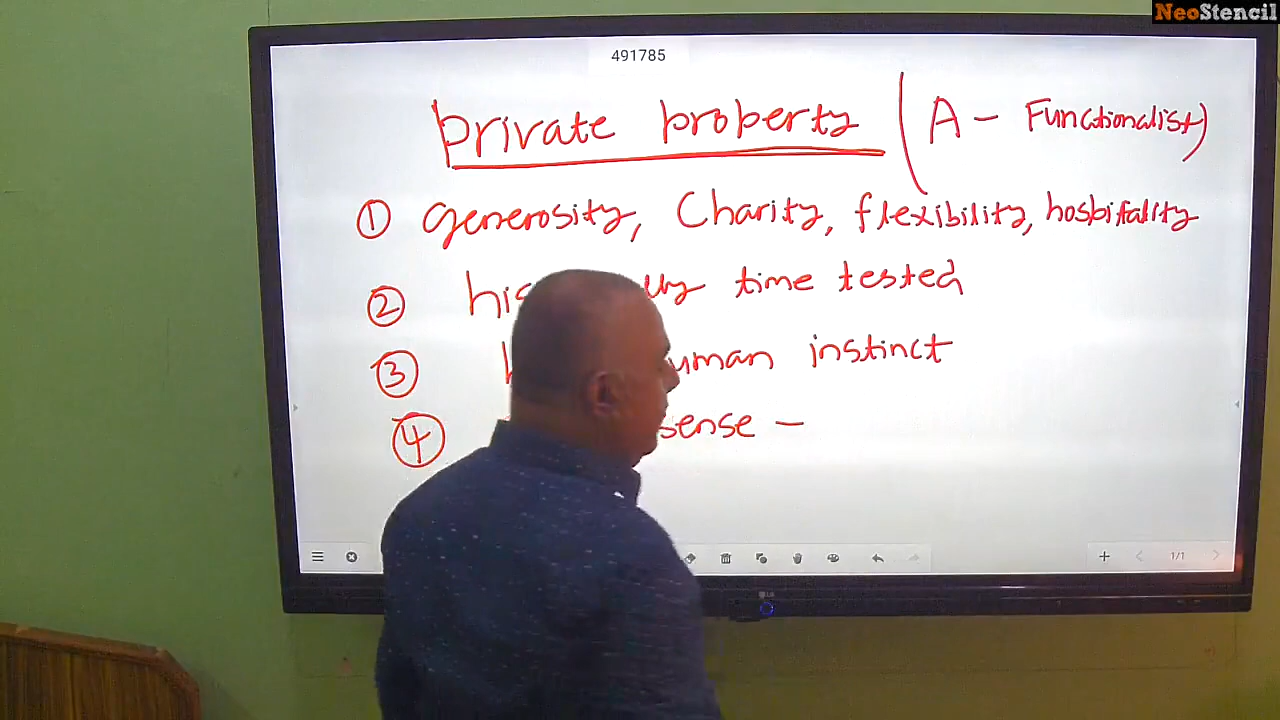 NeoStencil
491785
Private Property (A - Functionalist)
① generosity, Charity, flexibility, hospitality
② time tested
③ instinct
④ sense -
1/1
LG